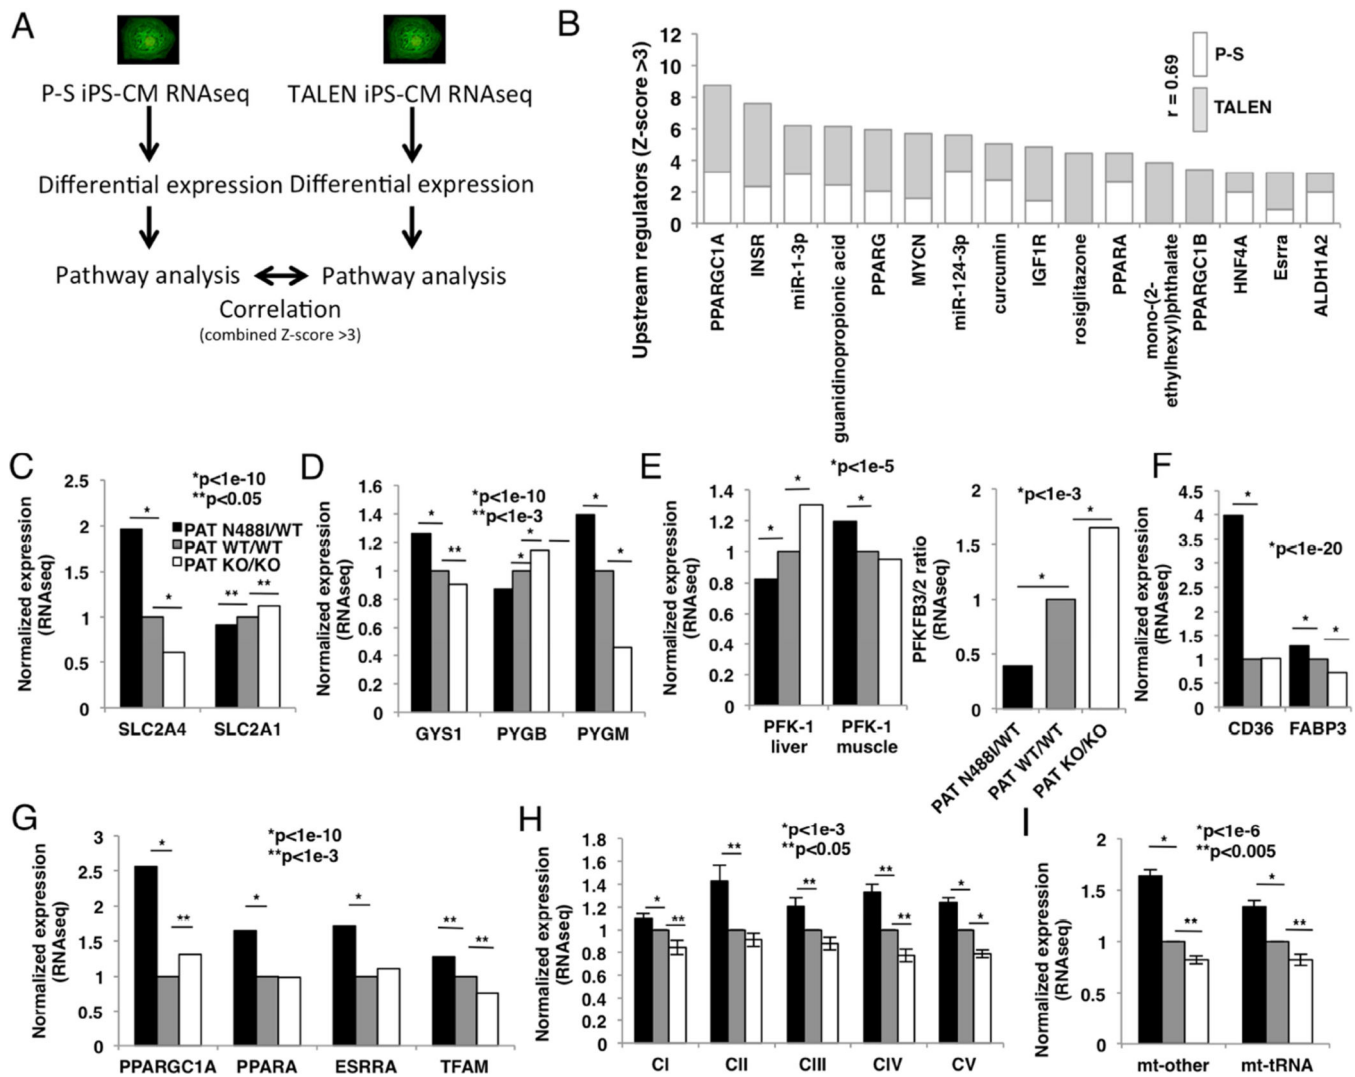 A
P-S iPS-CM RNAseq
TALEN iPS-CM RNAseq
Differential expression
Differential expression
Pathway analysis
Pathway analysis
Correlation
(combined Z-score >3)
B
Upstream regulators (Z-score >3)
12
10
8
6
4
2
0
r = 0.69
P-S
TALEN
PPARGC1A
INSR
miR-1-3p
guanidinopropionic acid
PPARG
MYCN
miR-124-3p
curcumin
IGF1R
rosiglitazone
PPARA
mono-(2-
ethylhexyl)phthalate
PPARGC1B
HNF4A
Esrra
ALDH1A2
C
Normalized expression
(RNAseq)
2.5
2
1.5
1
0.5
0
*p<1e-10
**p<0.05
PAT N488I/WT
PAT WT/WT
PAT KO/KO
*
*
**
**
SLC2A4
SLC2A1
D
Normalized expression
(RNAseq)
1.6
1.4
1.2
1
0.8
0.6
0.4
0.2
0
*p<1e-10
**p<1e-3
*
**
*
*
*
*
GYS1
PYGB
PYGM
E
Normalized expression
(RNAseq)
1.4
1.2
1
0.8
0.6
0.4
0.2
0
*p<1e-5
*
*
*
PFK-1
liver
PFK-1
muscle
PFKFB3/2 ratio
(RNAseq)
2
1.5
1
0.5
0
*p<1e-3
*
*
PAT N488I/WT
PAT WT/WT
PAT KO/KO
F
Normalized expression
(RNAseq)
4.5
4
3.5
3
2.5
2
1.5
1
0.5
0
*p<1e-20
*
*
*
CD36
FABP3
G
Normalized expression
(RNAseq)
3
2.5
2
1.5
1
0.5
0
*p<1e-10
**p<1e-3
*
**
*
*
**
**
PPARGC1A
PPARA
ESRRA
TFAM
H
Normalized expression
(RNAseq)
1.8
1.6
1.4
1.2
1
0.8
0.6
0.4
0.2
0
*p<1e-3
**p<0.05
*
**
**
**
**
**
*
*
CI
CII
CIII
CIV
CV
I
Normalized expression
(RNAseq)
2
1.5
1
0.5
0
*p<1e-6
**p<0.005
*
**
*
**
mt-other
mt-tRNA